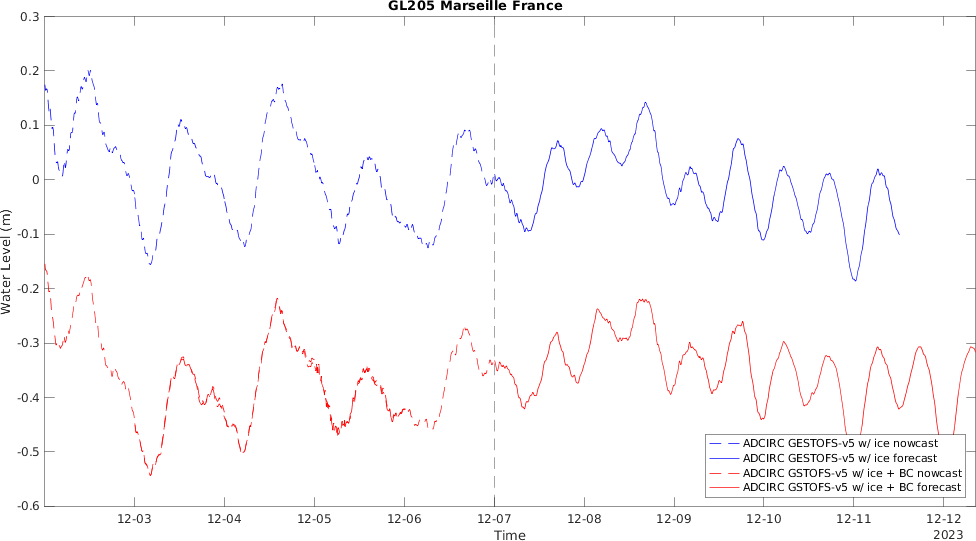 GL205 Marseille France
0.3
0.2
0.1
0
-0.1
-0.2
-0.3
-0.4
-0.5
-0.6
Water Level (m)
ADCIRC GESTOFS-v5 w/ ice nowcast
ADCIRC GESTOFS-v5 w/ ice forecast
ADCIRC GSTOFS-v5 w/ ice + BC nowcast
ADCIRC GSTOFS-v5 w/ ice + BC forecast
12-03 12-04 12-05 12-06 12-07 12-08 12-09 12-10 12-11 12-12
Time
2023